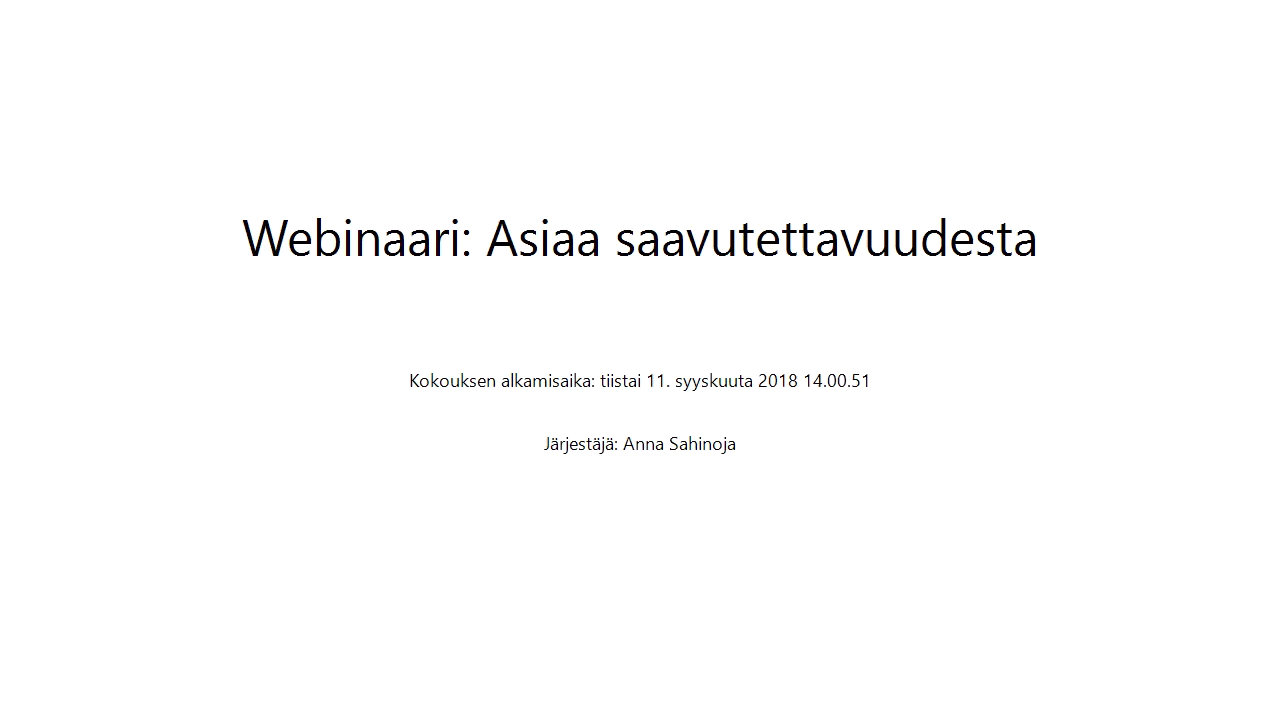 Webinaari: Asiaa saavutettavuudesta
Kokouksen alkamisaika: tiistai 11. syyskuuta 2018 14.00.51
Järjestäjä: Anna Sahinoja